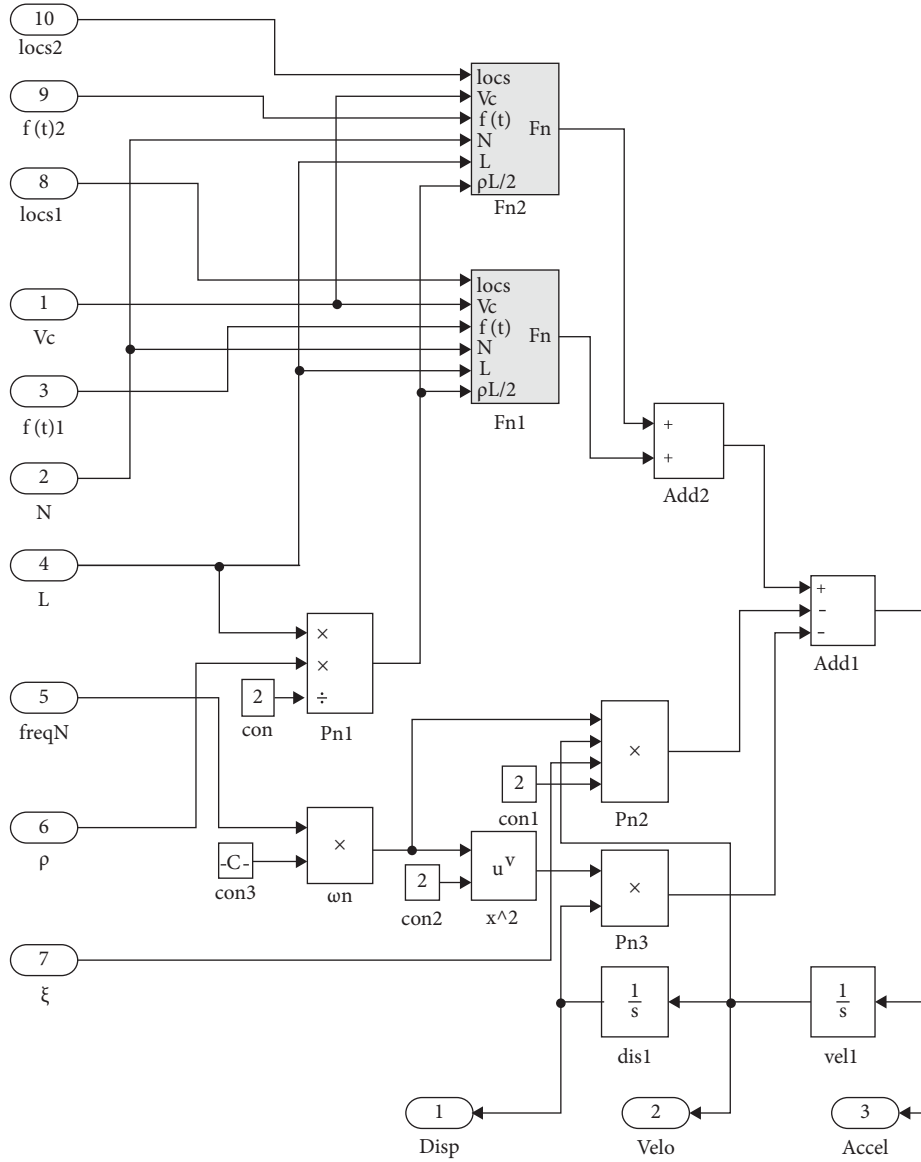 10
locs2
9
f (t)2
8
locs1
1
Vc
3
f (t)1
2
N
4
L
5
freqN
6
ρ
7
ξ
locs
Vc
f (t)
N
L
ρL/2
Fn
Fn2
locs
Vc
f (t)
N
L
ρL/2
Fn
Fn1
+
+
Add2
+
-
-
Add1
×
×
÷
Pn1
2
con
×
ωn
-C-
con3
2
con1
×
Pn2
2
con2
u^v
x^2
×
Pn3
1
s
dis1
1
s
vel1
1
Disp
2
Velo
3
Accel